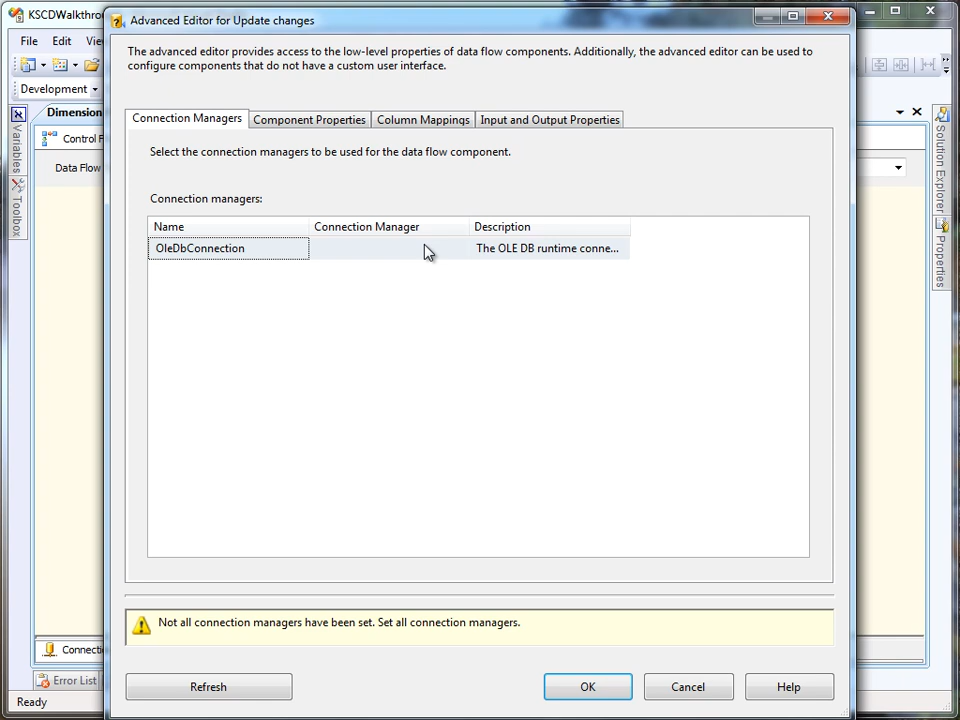 KSCDWalkthro
Advanced Editor for Update changes
File Edit Vie
The advanced editor provides access to the low-level properties of data flow components. Additionally, the advanced editor can be used to
configure components that do not have a custom user interface.
Development
Dimension
Connection Managers Component Properties Column Mappings Input and Output Properties
Control F
Select the connection managers to be used for the data flow component.
Data Flow
Connection managers:
Name Connection Manager Description
OleDbConnection The OLE DB runtime conne...
Variables
Toolbox
Solution Explorer
Properties
Not all connection managers have been set. Set all connection managers.
Connecti
Error List
Refresh OK Cancel Help
Ready